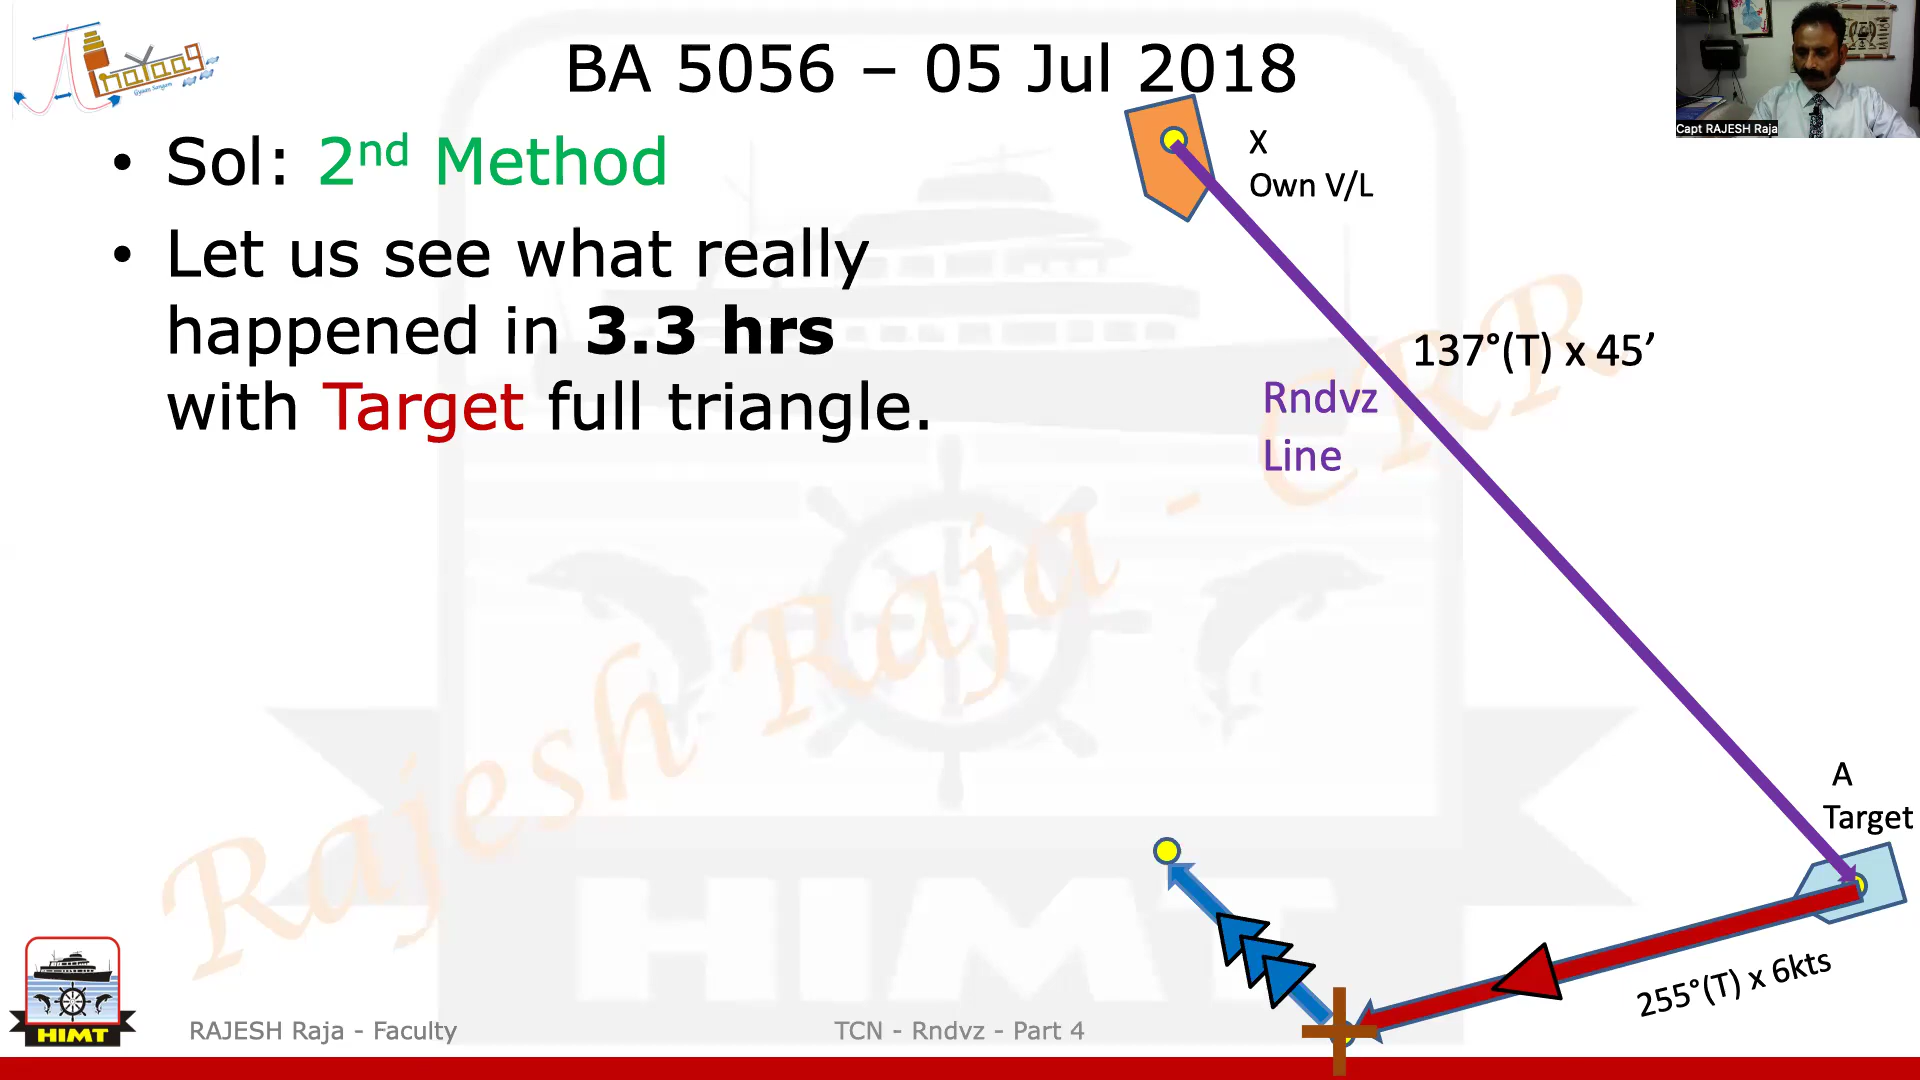 BA 5056 – 05 Jul 2018
Capt RAJESH Raja
• Sol: 2nd Method
• Let us see what really
happened in 3.3 hrs
with Target full triangle.
X
Own V/L
137°(T) x 45’
Rndvz
Line
A
Target
255°(T) x 6kts
Rajesh Raja - CRR
HIMT
HIMT
RAJESH Raja - Faculty
TCN - Rndvz - Part 4